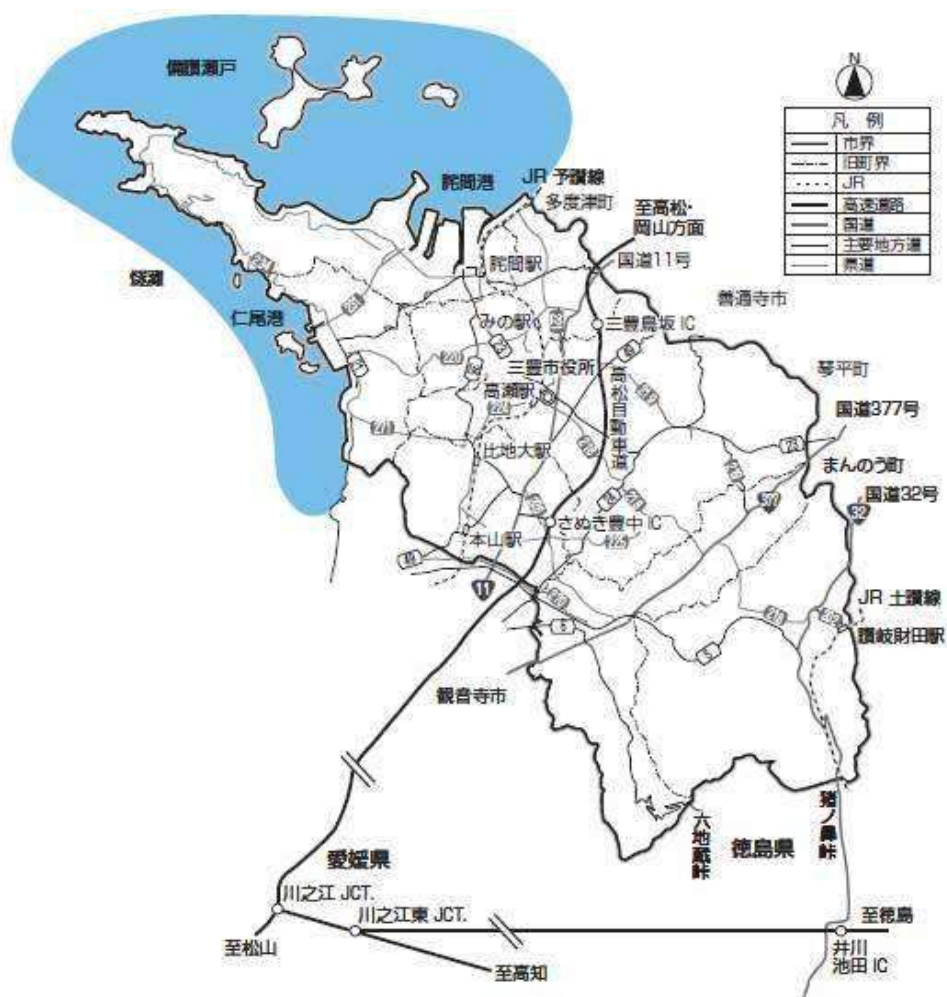 備讃瀬戸
N
凡 例
市界
旧町界
JR
高速道路
国道
主要地方道
県道
詫間港
JR 予讃線
多度津町
至高松・
岡山方面
国道11号
詫間駅
燧灘
仁尾港
善通寺市
みの駅
三豊鳥坂 IC
三豊市役所
高瀬駅
高松自動車道
琴平町
国道377号
比地大駅
23
まんのう町
国道32号
32
24
さぬき豊中 IC
本山駅
49
11
JR 土讃線
讃岐財田駅
6
5
観音寺市
六地蔵峠
猪ノ鼻峠
愛媛県
徳島県
川之江 JCT.
川之江東 JCT.
至松山
至高知
至徳島
井川
池田 IC